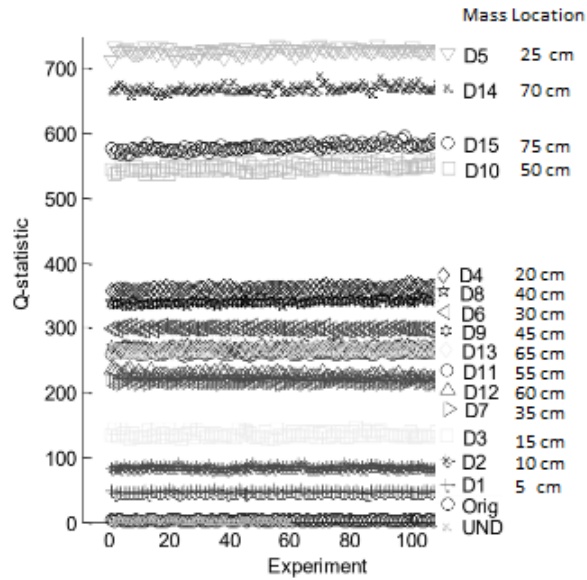 Mass Location
D5 25 cm
D14 70 cm
D15 75 cm
D10 50 cm
D4 20 cm
D8 40 cm
D6 30 cm
D9 45 cm
D13 65 cm
D11 55 cm
D12 60 cm
D7 35 cm
D3 15 cm
D2 10 cm
D1 5 cm
Orig
UND
700
600
500
400
300
200
100
0
Q-statistic
0 20 40 60 80 100
Experiment